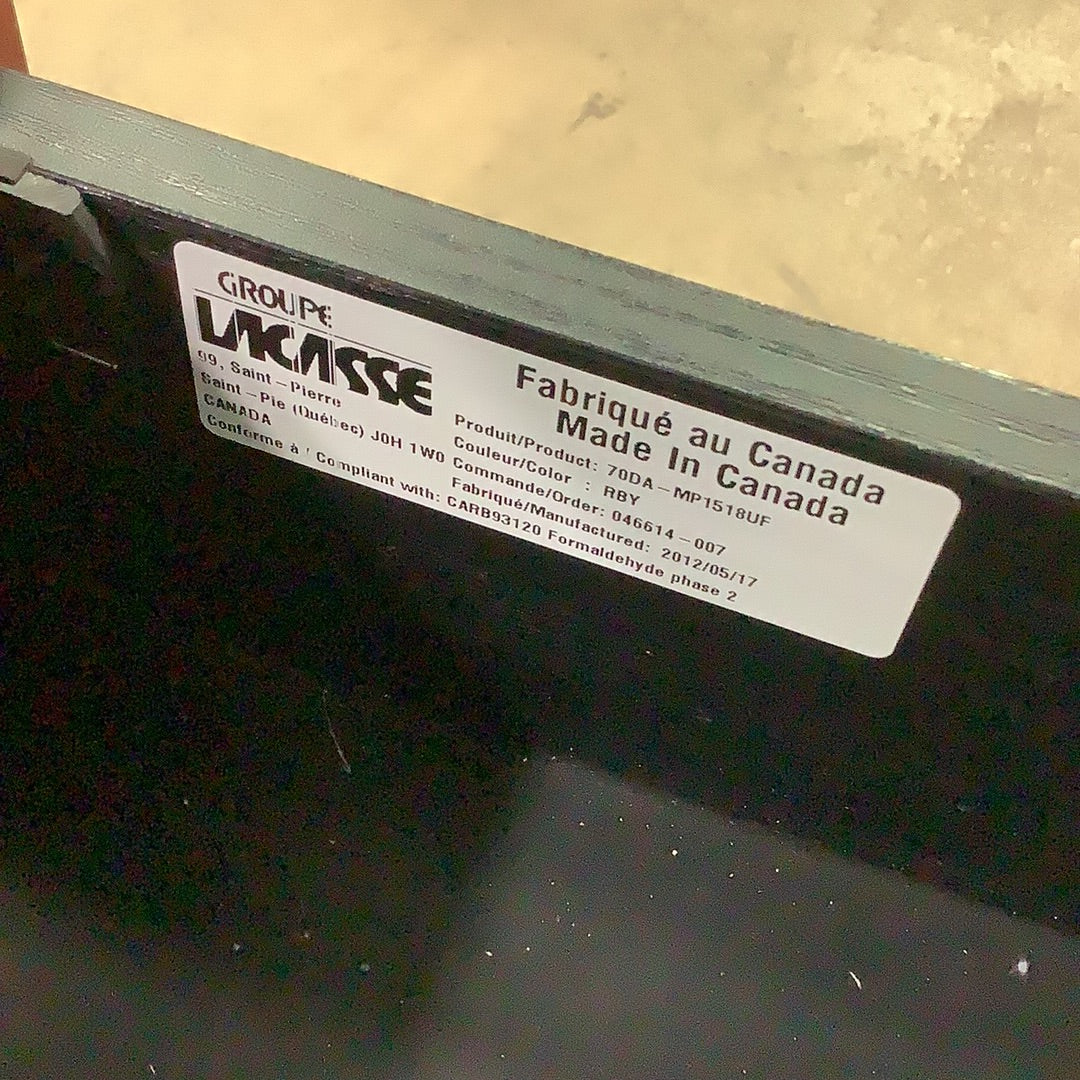 GROUPE
LACASSE
99, Saint-Pierre
Saint-Pie (Québec) J0H 1W0
CANADA
Fabriqué au Canada
Made In Canada
Produit/Product: 70DA-MP1518UF
Couleur/Color : RBY
Commande/Order: 046614-007
Fabriqué/Manufactured: 2012/05/17
Conforme à / Compliant with: CARB93120 Formaldehyde phase 2